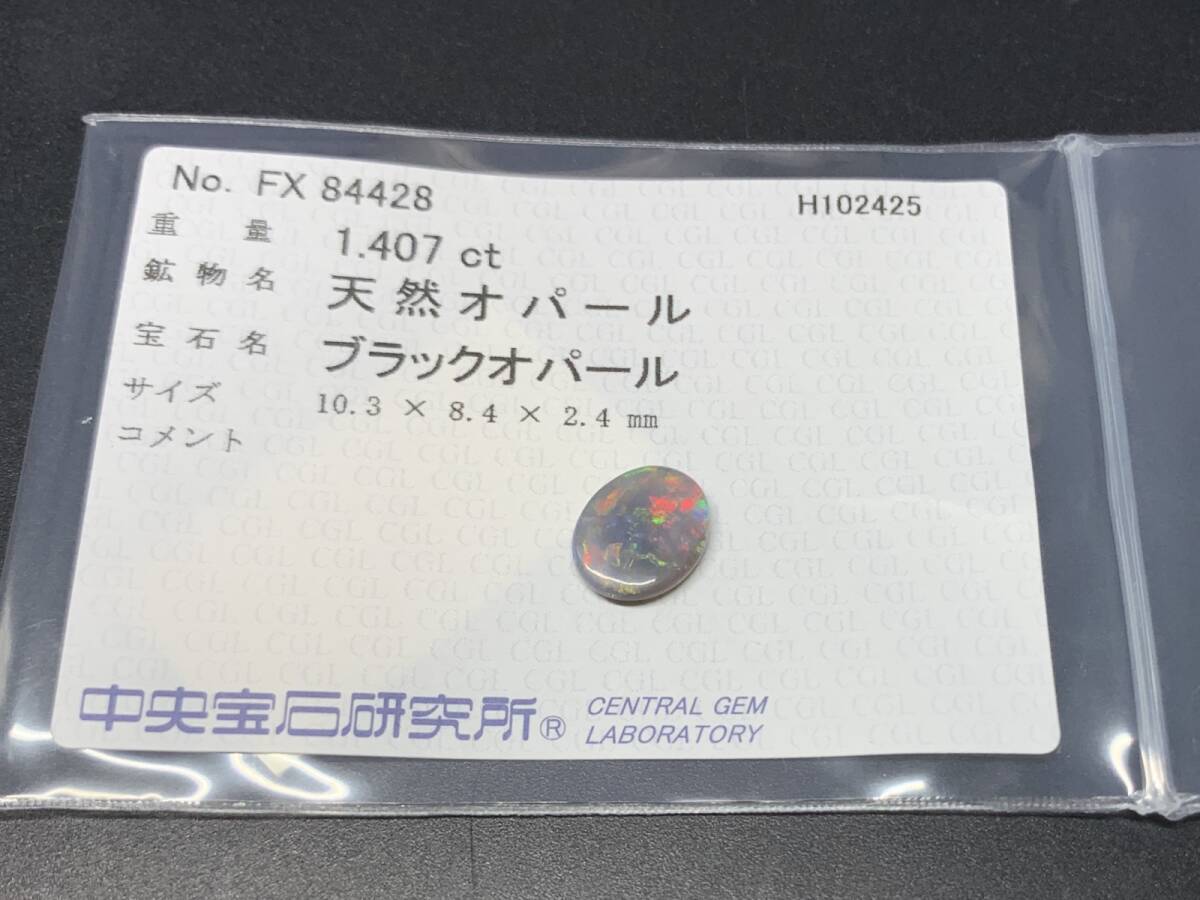 No. FX 84428 H102425
重量 1.407 ct
鉱物名 天然オパール
宝石名 ブラックオパール
サイズ 10.3 × 8.4 × 2.4 mm
コメント
中央宝石研究所® CENTRAL GEM
LABORATORY